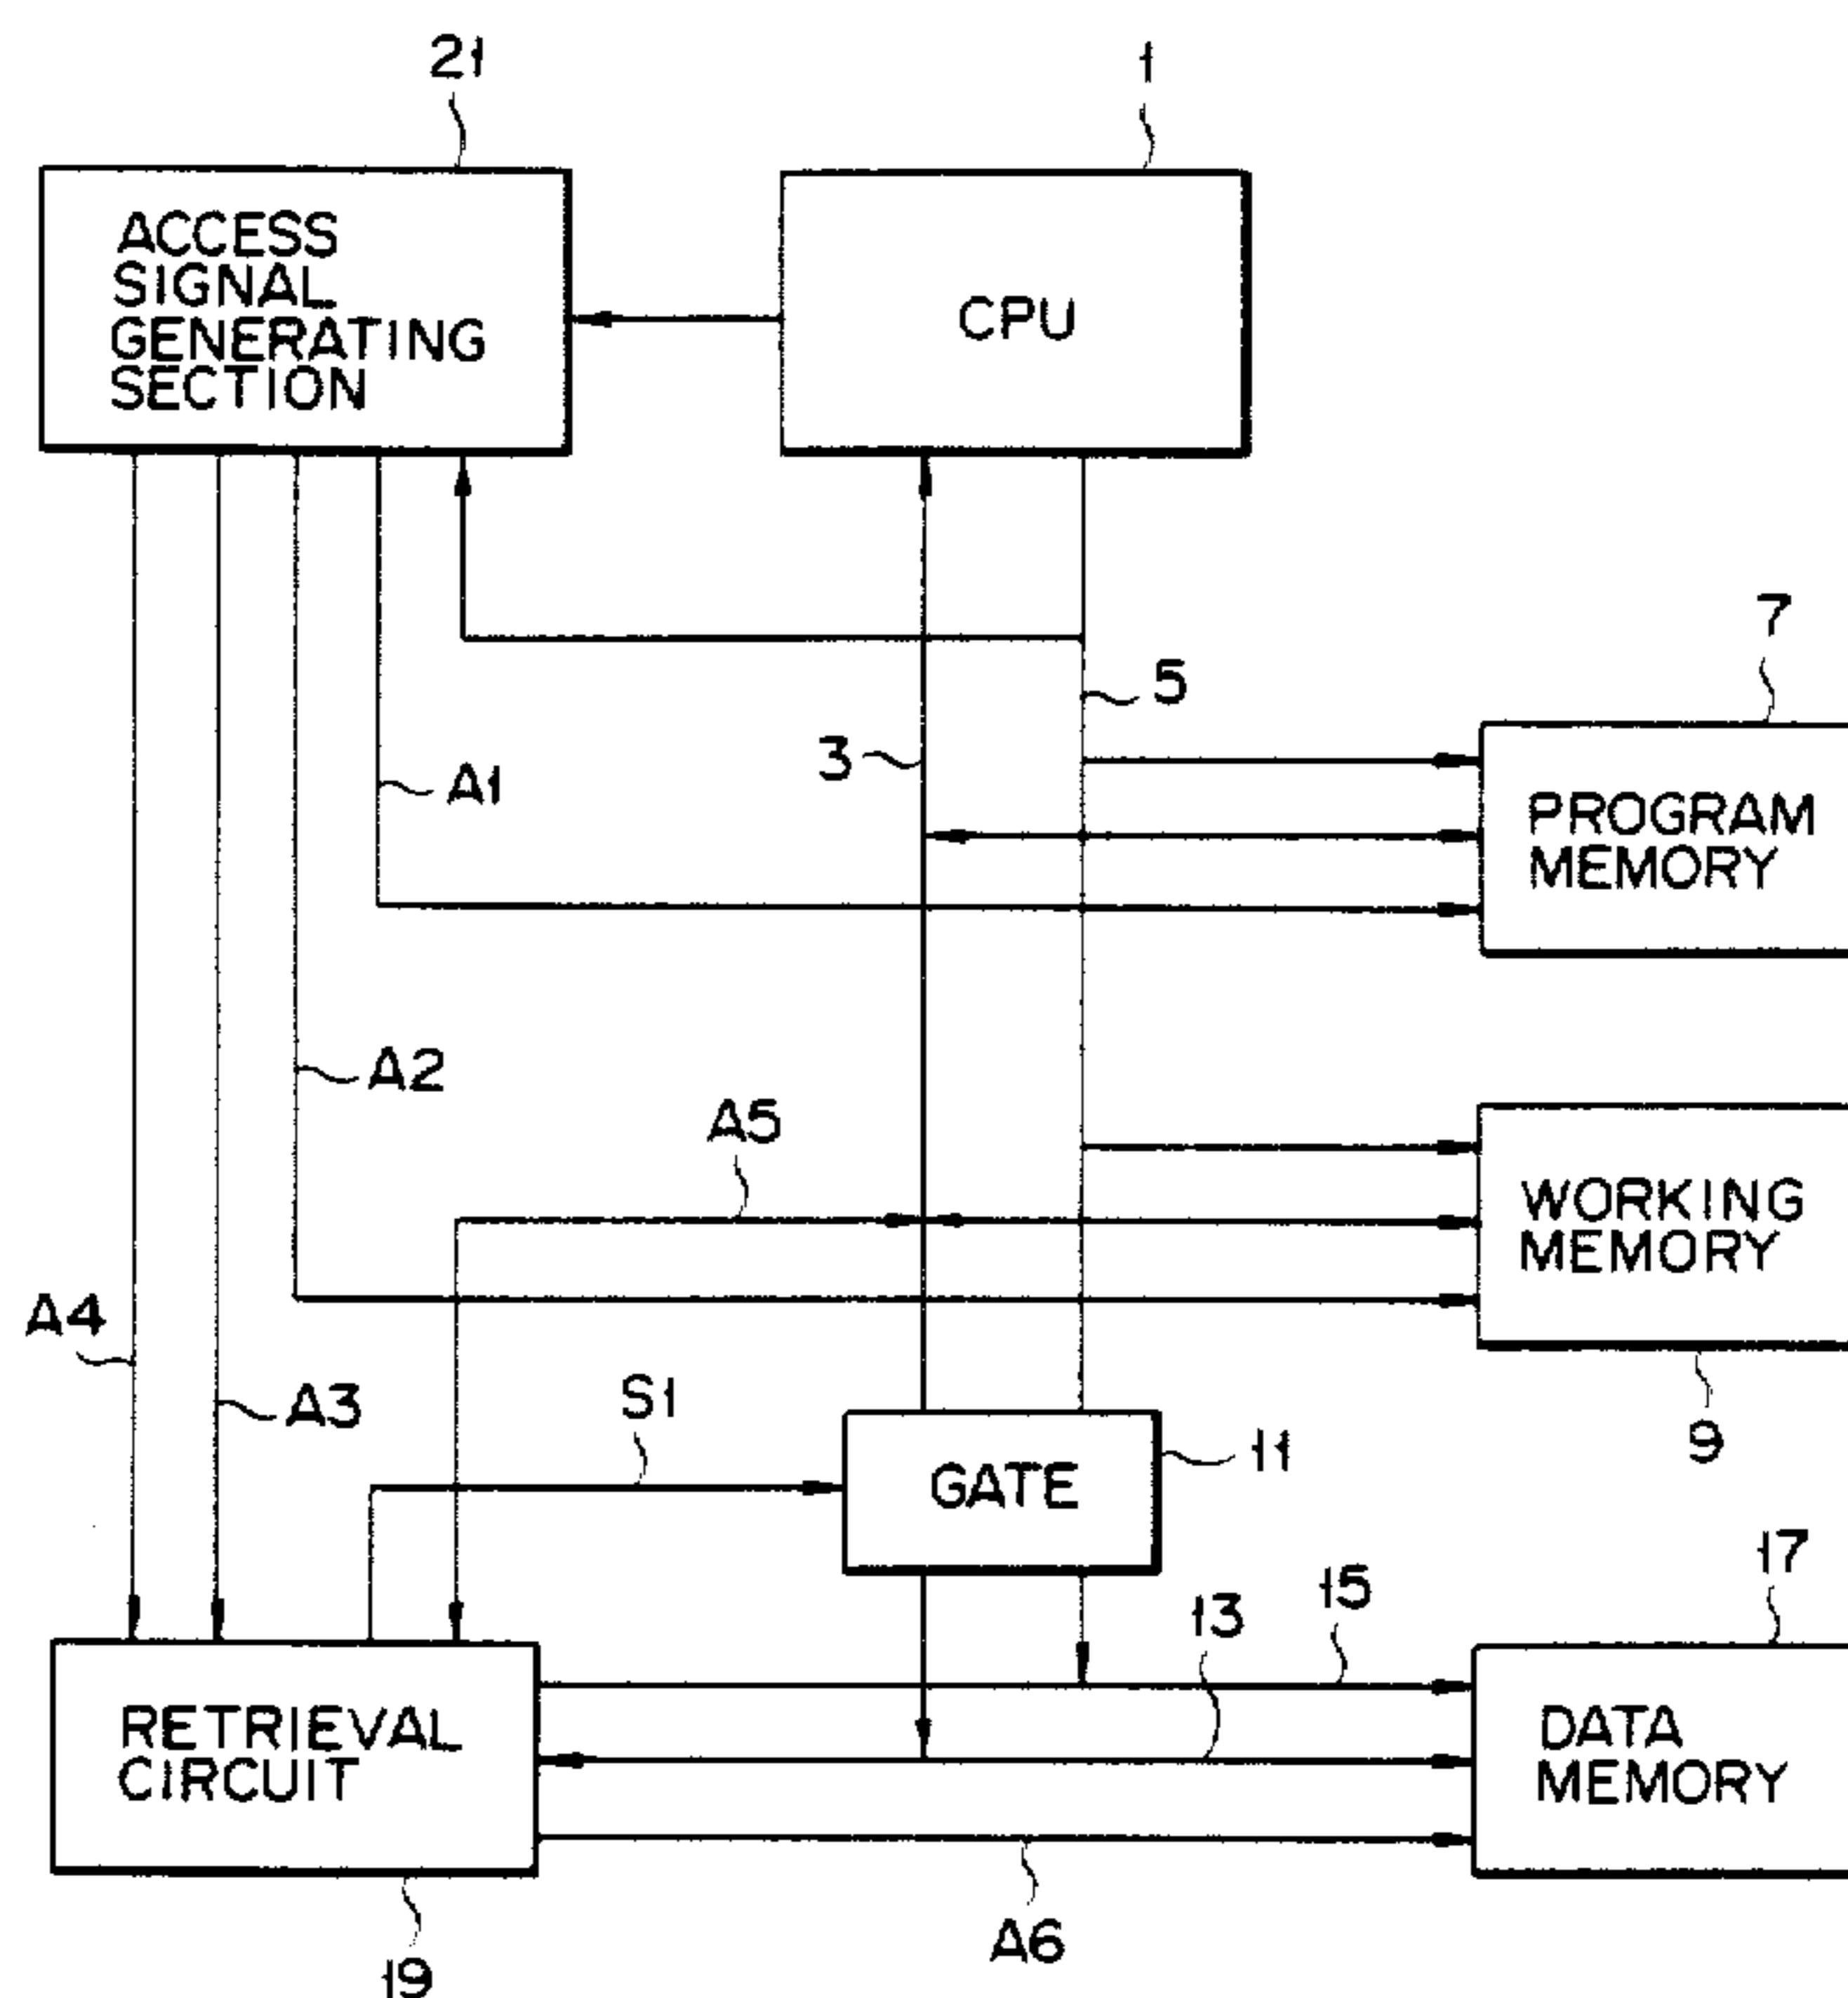 21
1
ACCESS
SIGNAL
GENERATING
SECTION
CPU
7
5
3
A1
PROGRAM
MEMORY
A2
A5
WORKING
MEMORY
A4
A3
S1
9
GATE
11
17
15
13
RETRIEVAL
CIRCUIT
DATA
MEMORY
A6
19